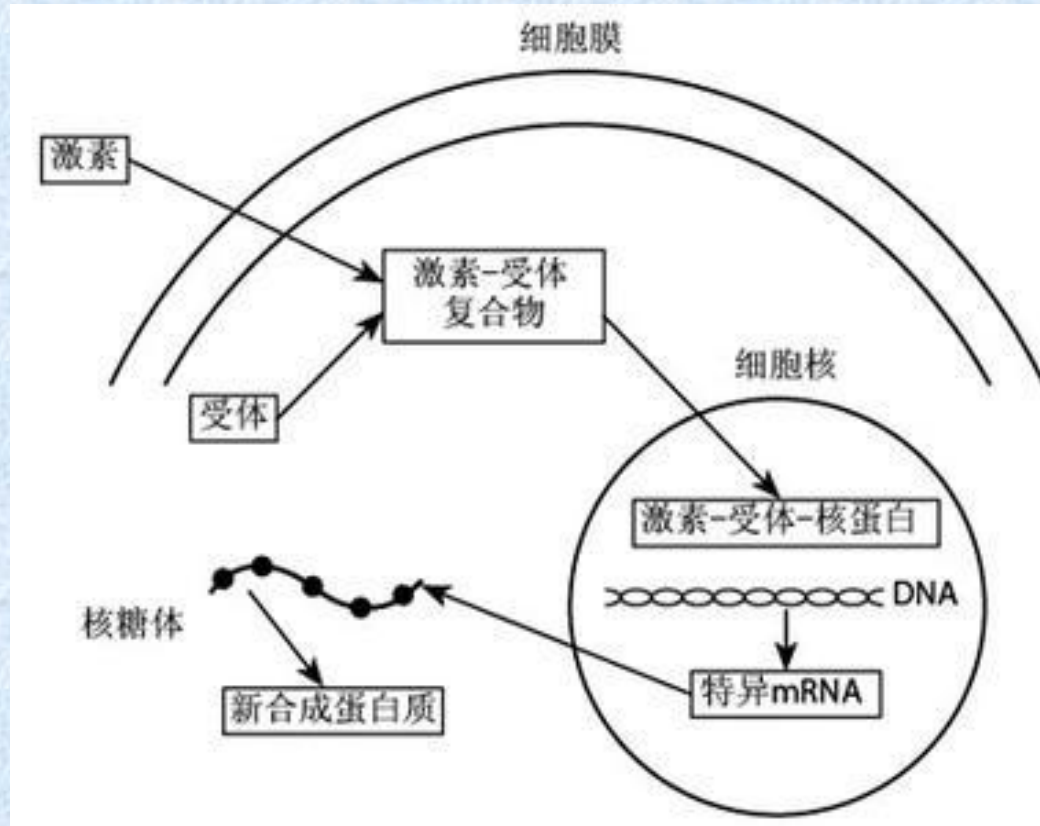 细胞膜
激素
激素-受体
复合物
细胞核
受体
激素-受体-核蛋白
DNA
核糖体
特异mRNA
新合成蛋白质